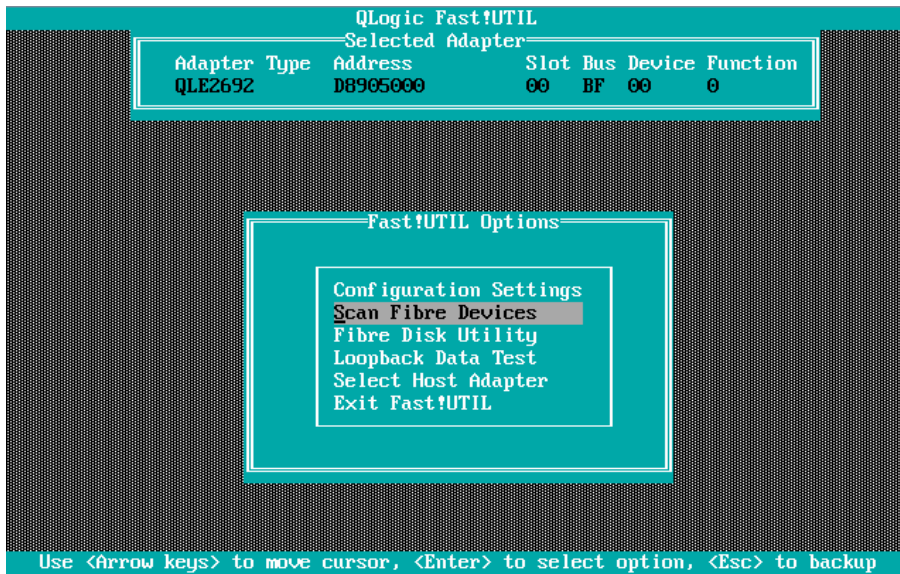 QLogic Fast!UTIL
Selected Adapter
Adapter Type Address Slot Bus Device Function
QLE2692 D8905000 00 BF 00 0
Fast!UTIL Options
Configuration Settings
Scan Fibre Devices
Fibre Disk Utility
Loopback Data Test
Select Host Adapter
Exit Fast!UTIL
Use <Arrow keys> to move cursor, <Enter> to select option, <Esc> to backup